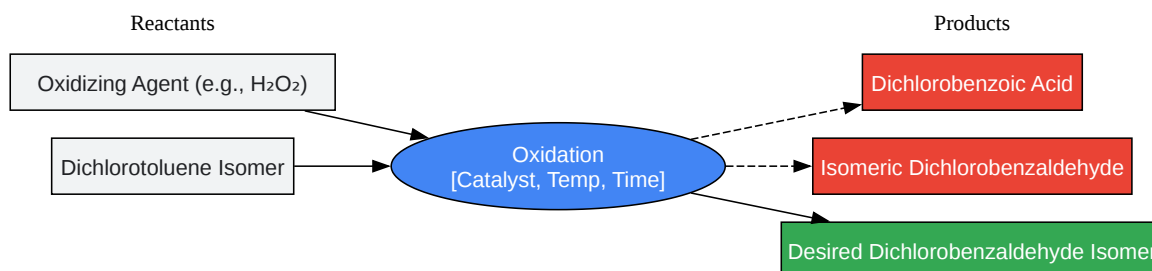 Reactants
Products
Oxidizing Agent (e.g., H₂O₂)
Dichlorobenzoic Acid
Dichlorotoluene Isomer
Oxidation
[Catalyst, Temp, Time]
Isomeric Dichlorobenzaldehyde
Desired Dichlorobenzaldehyde Isomer